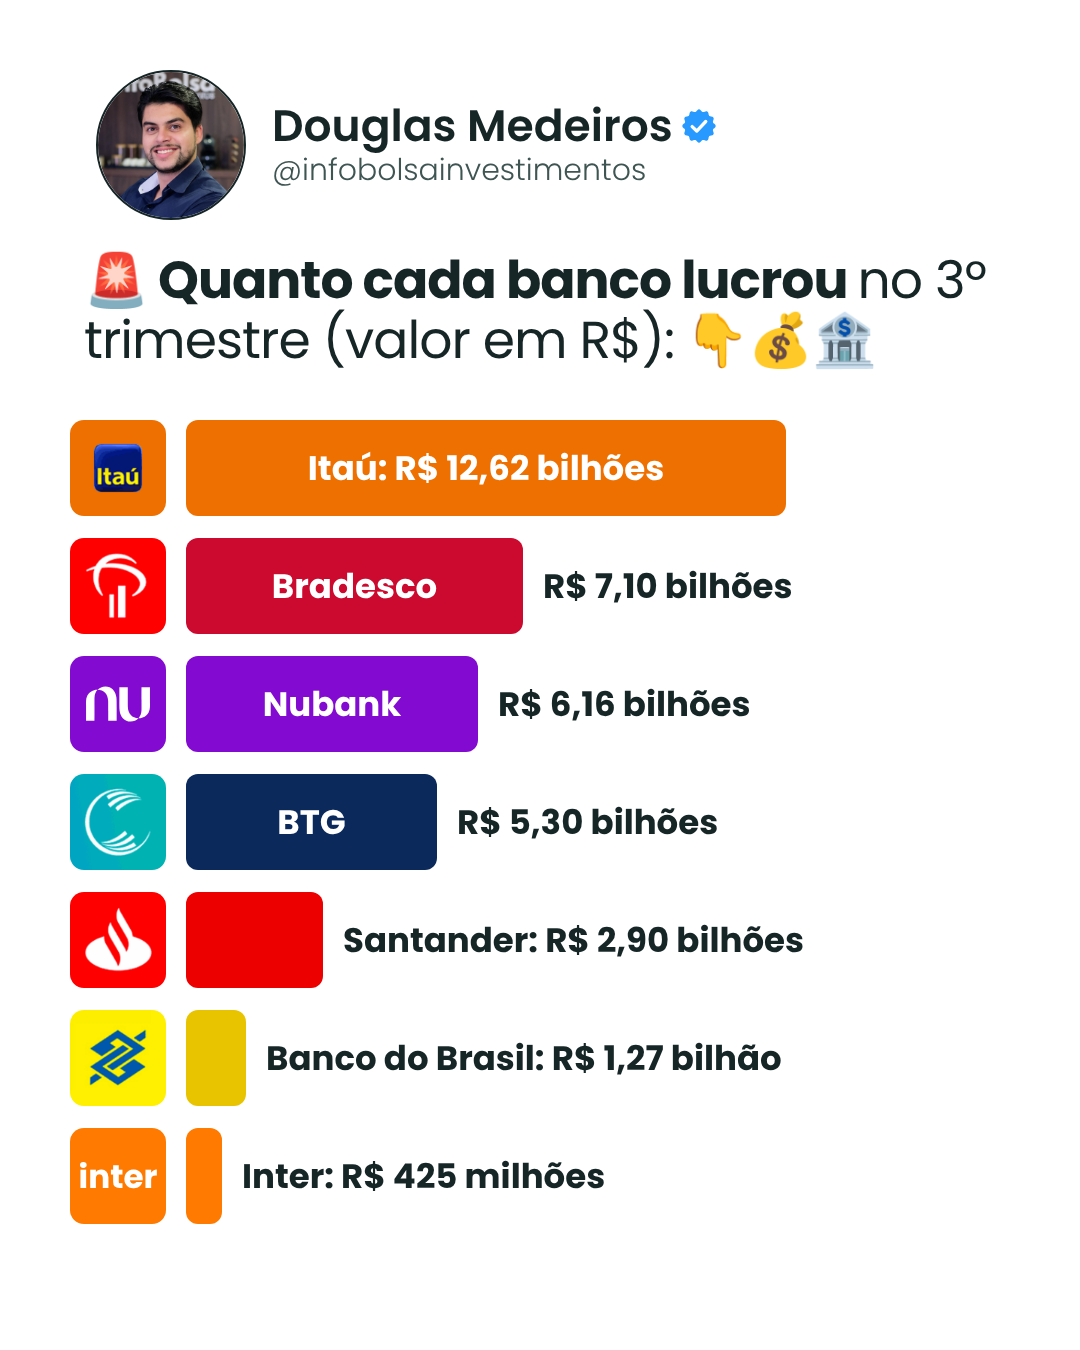 Douglas Medeiros
@infobolsainvestimentos
🚨 Quanto cada banco lucrou no 3º
trimestre (valor em R$): 👇💰🏦
Itaú
Itaú: R$ 12,62 bilhões
Bradesco
R$ 7,10 bilhões
nu
Nubank
R$ 6,16 bilhões
BTG
R$ 5,30 bilhões
Santander: R$ 2,90 bilhões
Banco do Brasil: R$ 1,27 bilhão
inter
Inter: R$ 425 milhões